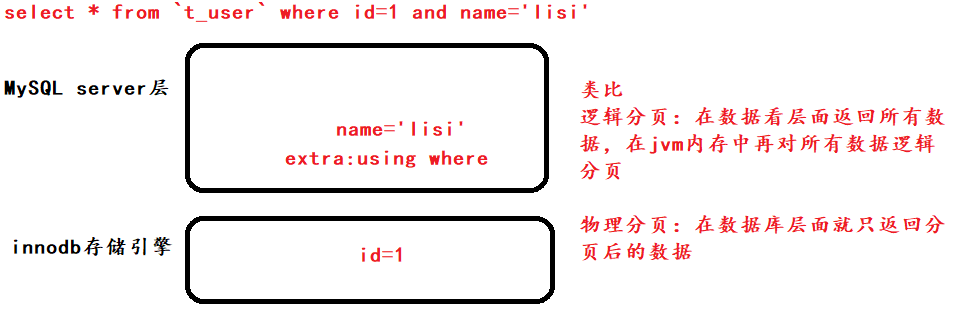 select * from `t_user` where id=1 and name='lisi'
MySQL server层
name='lisi'
extra:using where
类比
逻辑分页：在数据看层面返回所有数
据，在jvm内存中再对所有数据逻辑
分页
innodb存储引擎
id=1
物理分页：在数据库层面就只返回分
页后的数据